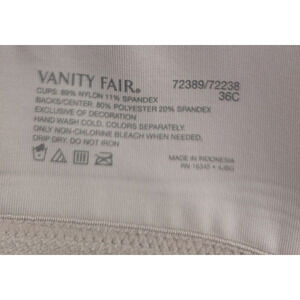 VANITY FAIR®
72389/72238
36C
CUPS: 89% NYLON 11% SPANDEX
BACKS/CENTER: 80% POLYESTER 20% SPANDEX
EXCLUSIVE OF DECORATION
HAND WASH COLD. COLORS SEPARATELY.
ONLY NON-CHLORINE BLEACH WHEN NEEDED,
DRIP DRY. DO NOT IRON
MADE IN INDONESIA
RN 16345 •